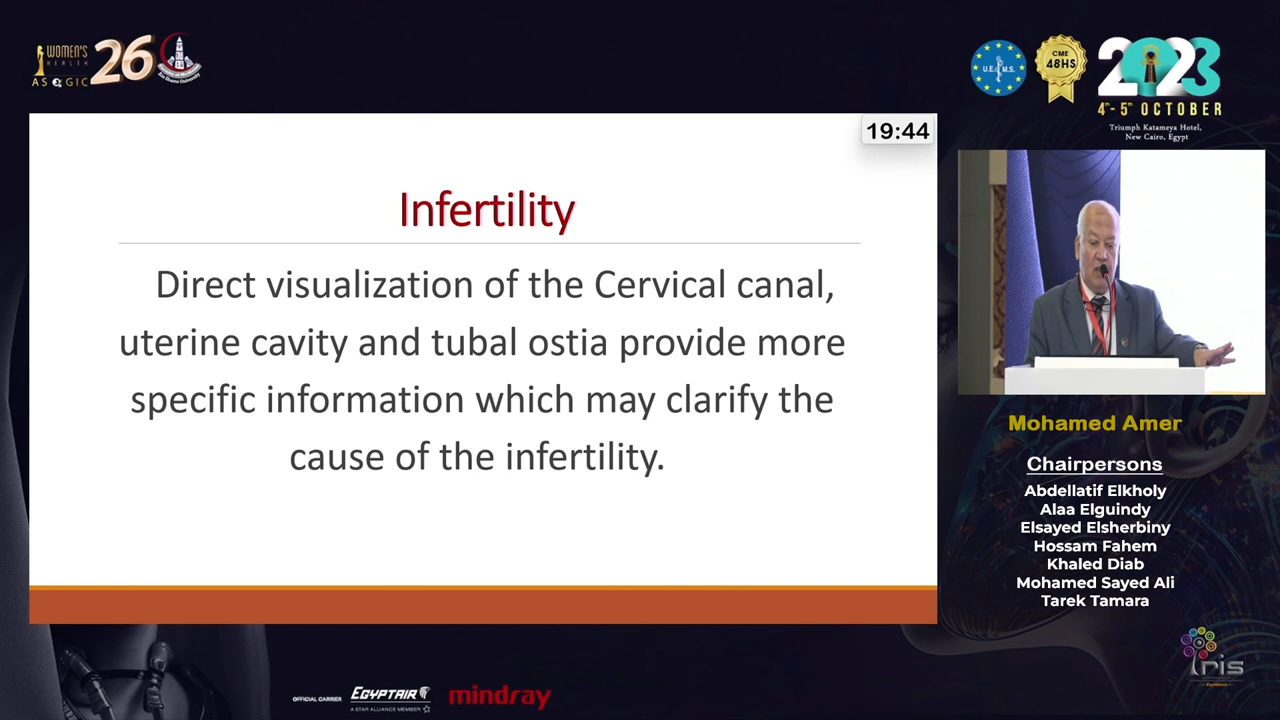 WOMEN'S
HEALTH
ASOGIC
26
U.E.M.S.
CME
48HS
2023
4th- 5th OCTOBER
Triumph Katameya Hotel,
New Cairo, Egypt
19:44
Infertility
Direct visualization of the Cervical canal,
uterine cavity and tubal ostia provide more
specific information which may clarify the
cause of the infertility.
Mohamed Amer
Chairpersons
Abdellatif Elkholy
Alaa Elguindy
Elsayed Elsherbiny
Hossam Fahem
Khaled Diab
Mohamed Sayed Ali
Tarek Tamara
OFFICIAL CARRIER
EGYPTAIR
A STAR ALLIANCE MEMBER
mindray
iris